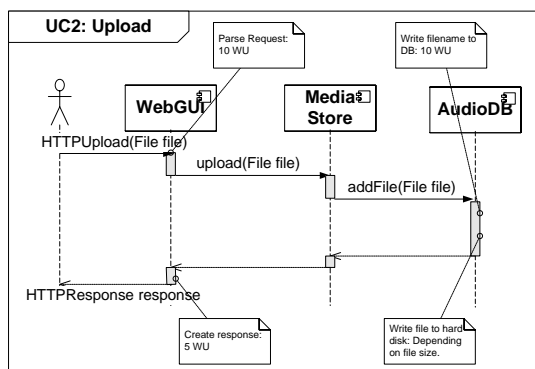 UC2: Upload
Parse Request:
10 WU
Write filename to
DB: 10 WU
WebGUI
Media
Store
AudioDB
HTTPUpload(File file)
upload(File file)
addFile(File file)
HTTPResponse response
Create response:
5 WU
Write file to hard
disk: Depending
on file size.